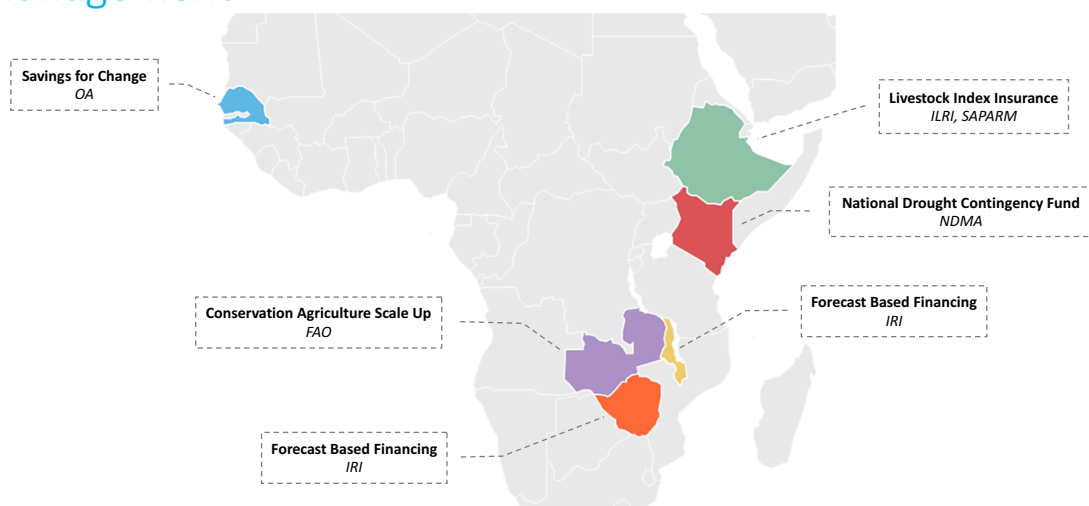 Savings for Change
OA
Livestock Index Insurance
ILRI, SAPARM
National Drought Contingency Fund
NDMA
Conservation Agriculture Scale Up
FAO
Forecast Based Financing
IRI
Forecast Based Financing
IRI